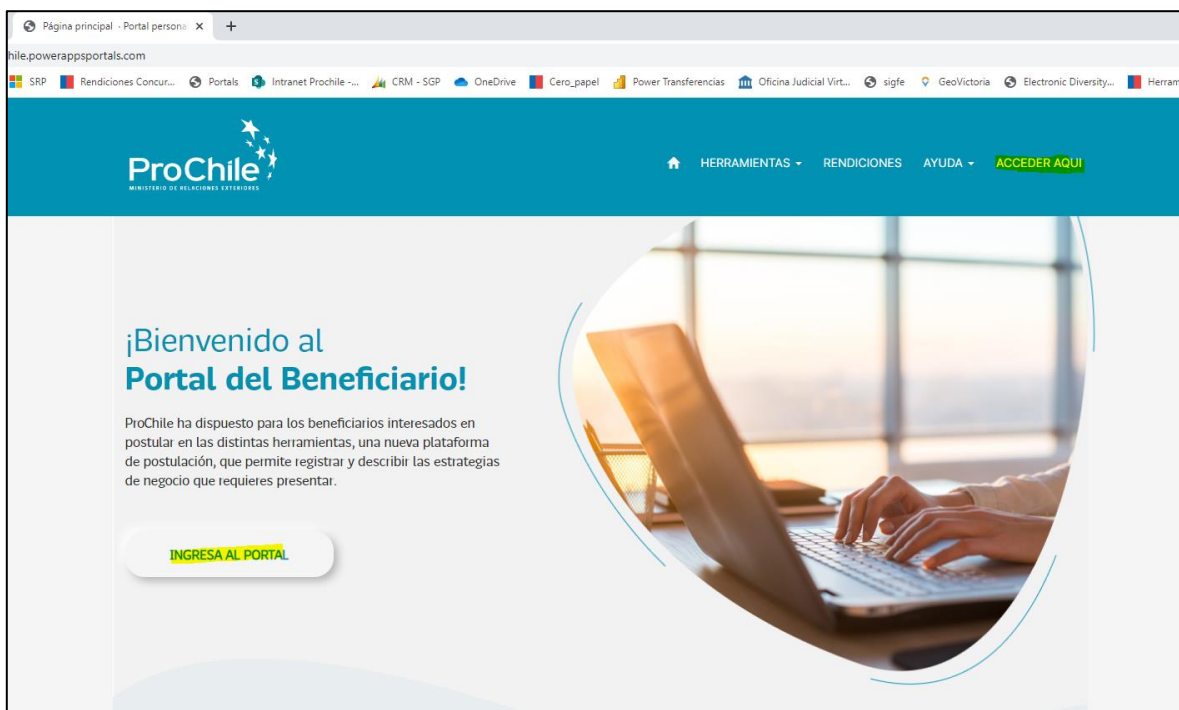 Página principal · Portal persona
hile.powerappsportals.com
SRP Rendiciones Concur... Portals Intranet Prochile -... CRM - SGP OneDrive Cero_papel Power Transferencias Oficina Judicial Virt... sigfe GeoVictoria Electronic Diversity... Herram
ProChile
MINISTERIO DE RELACIONES EXTERIORES
HERRAMIENTAS RENDICIONES AYUDA ACCEDER AQUI
¡Bienvenido al
Portal del Beneficiario!
ProChile ha dispuesto para los beneficiarios interesados en
postular en las distintas herramientas, una nueva plataforma
de postulación, que permite registrar y describir las estrategias
de negocio que requieres presentar.
INGRESA AL PORTAL